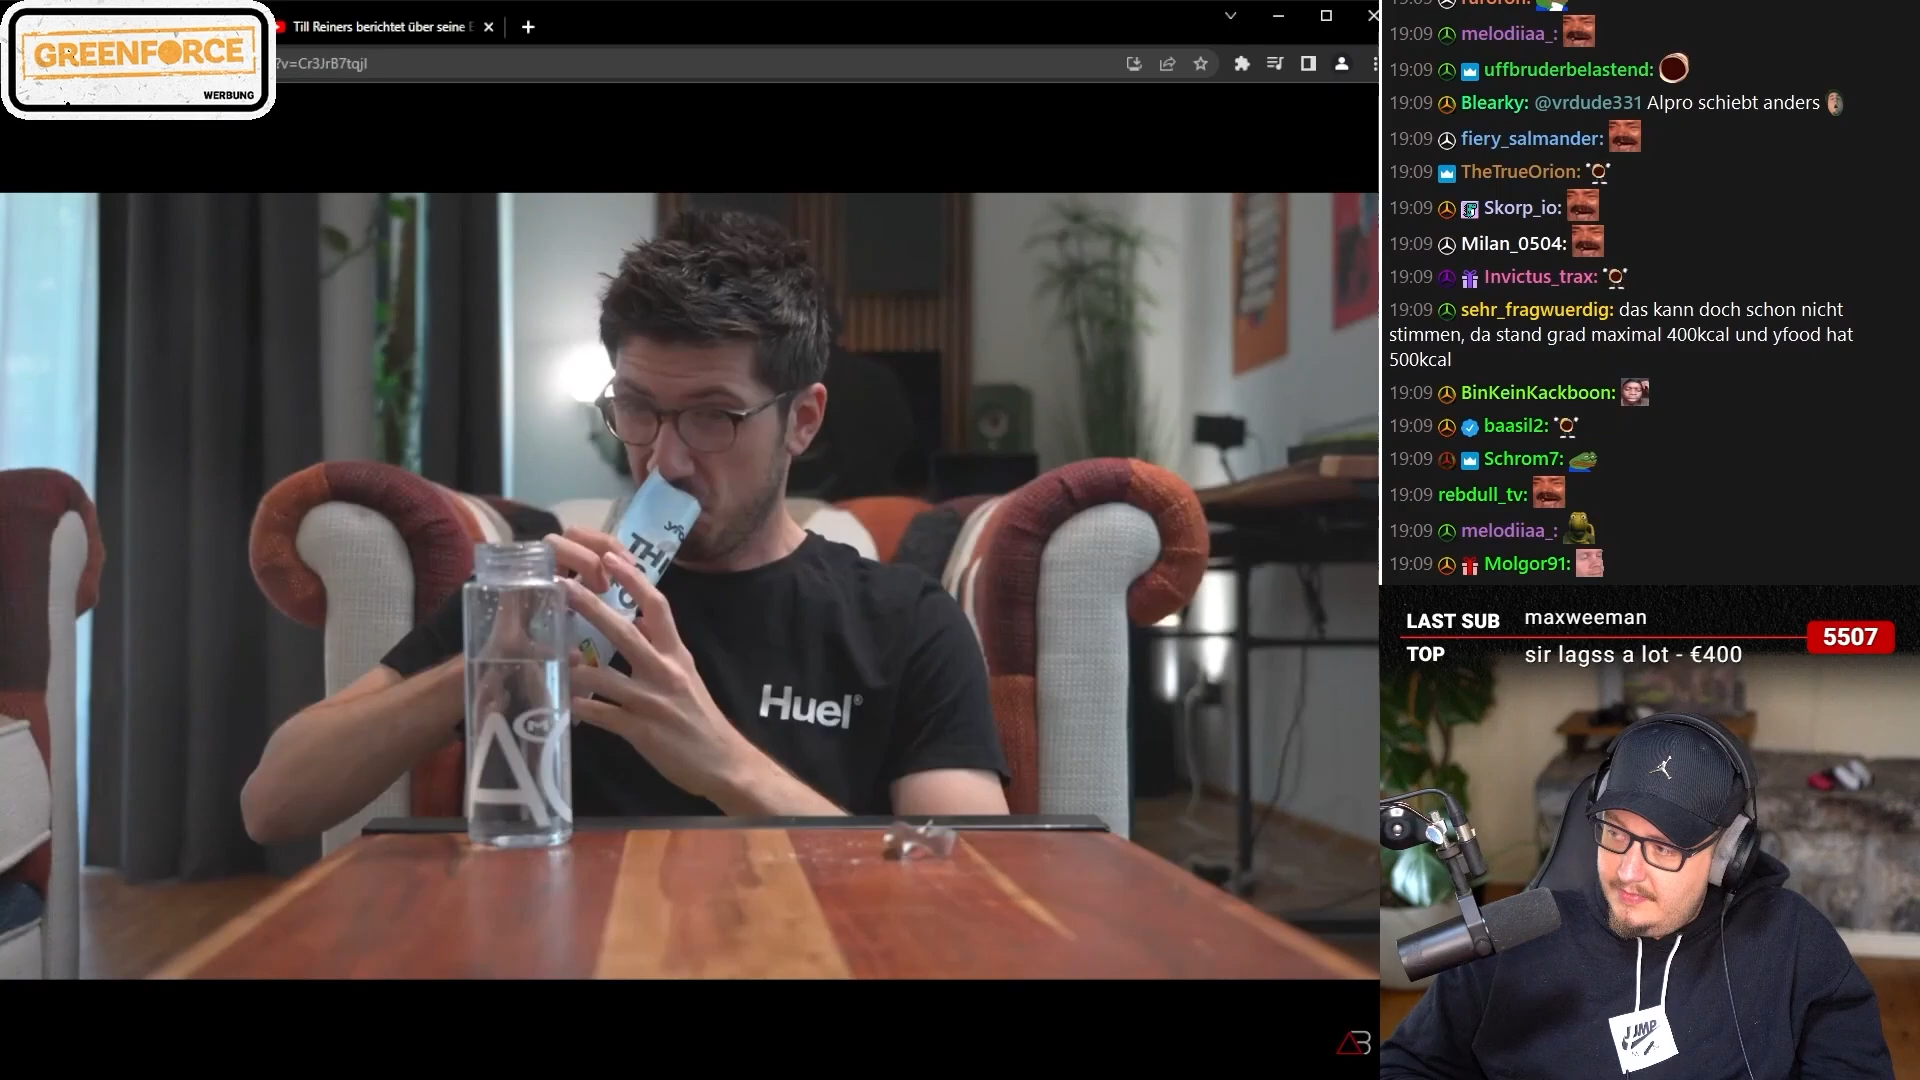 GREENFORCE
WERBUNG
Till Reiners berichtet über seine
?v=Cr3JrB7tqjI
THI
Huel®
19:09 melodiiaa_:
19:09 uffbruderbelastend:
19:09 Blearky: @vrdude331 Alpro schiebt anders
19:09 fiery_salmander:
19:09 TheTrueOrion:
19:09 Skorp_io:
19:09 Milan_0504:
19:09 Invictus_trax:
19:09 sehr_fragwuerdig: das kann doch schon nicht
stimmen, da stand grad maximal 400kcal und yfood hat
500kcal
19:09 BinKeinKackboon:
19:09 baasil2:
19:09 Schrom7:
19:09 rebdull_tv:
19:09 melodiiaa_:
19:09 Molgor91:
LAST SUB maxweeman
5507
TOP sir lagss a lot - €400
JUMP